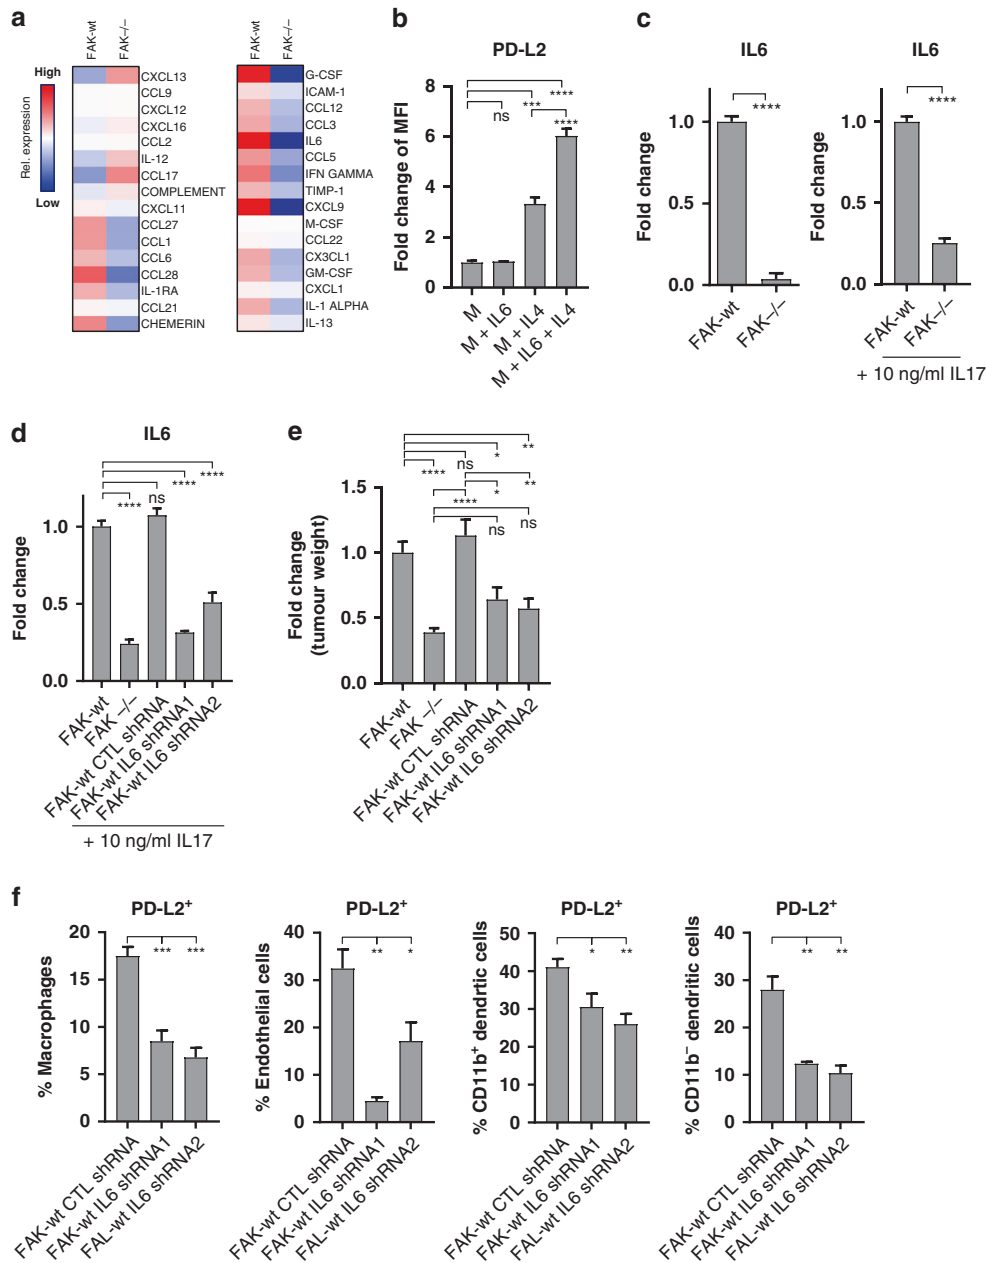 a
FAK-wt
FAK–/–
High
Rel. expression
Low
CXCL13
CCL9
CXCL12
CXCL16
CCL2
IL-12
CCL17
COMPLEMENT
CXCL11
CCL27
CCL1
CCL6
CCL28
IL-1RA
CCL21
CHEMERIN
FAK-wt
FAK–/–
G-CSF
ICAM-1
CCL12
CCL3
IL6
CCL5
IFN GAMMA
TIMP-1
CXCL9
M-CSF
CCL22
CX3CL1
GM-CSF
CXCL1
IL-1 ALPHA
IL-13
b
PD-L2
Fold change of MFI
8
6
4
2
0
****
***
ns
****
M
M + IL6
M + IL4
M + IL6 + IL4
c
IL6
Fold change
1.0
0.5
0.0
****
FAK-wt
FAK–/–
IL6
Fold change
1.0
0.5
0.0
****
FAK-wt
FAK–/–
+ 10 ng/ml IL17
d
IL6
Fold change
1.0
0.5
0.0
****
****
ns
****
FAK-wt
FAK –/–
FAK-wt CTL shRNA
FAK-wt IL6 shRNA1
FAK-wt IL6 shRNA2
+ 10 ng/ml IL17
e
Fold change
(tumour weight)
1.5
1.0
0.5
0.0
**
*
ns
****
**
*
****
ns
ns
FAK-wt
FAK –/–
FAK-wt CTL shRNA
FAK-wt IL6 shRNA1
FAK-wt IL6 shRNA2
f
PD-L2+
% Macrophages
20
15
10
5
0
*** ***
FAK-wt CTL shRNA
FAK-wt IL6 shRNA1
FAL-wt IL6 shRNA2
PD-L2+
% Endothelial cells
40
30
20
10
0
** *
FAK-wt CTL shRNA
FAK-wt IL6 shRNA1
FAL-wt IL6 shRNA2
PD-L2+
% CD11b+ dendrtic cells
50
40
30
20
10
0
* **
FAK-wt CTL shRNA
FAK-wt IL6 shRNA1
FAL-wt IL6 shRNA2
PD-L2+
% CD11b– dendritic cells
40
30
20
10
0
** **
FAK-wt CTL shRNA
FAK-wt IL6 shRNA1
FAL-wt IL6 shRNA2